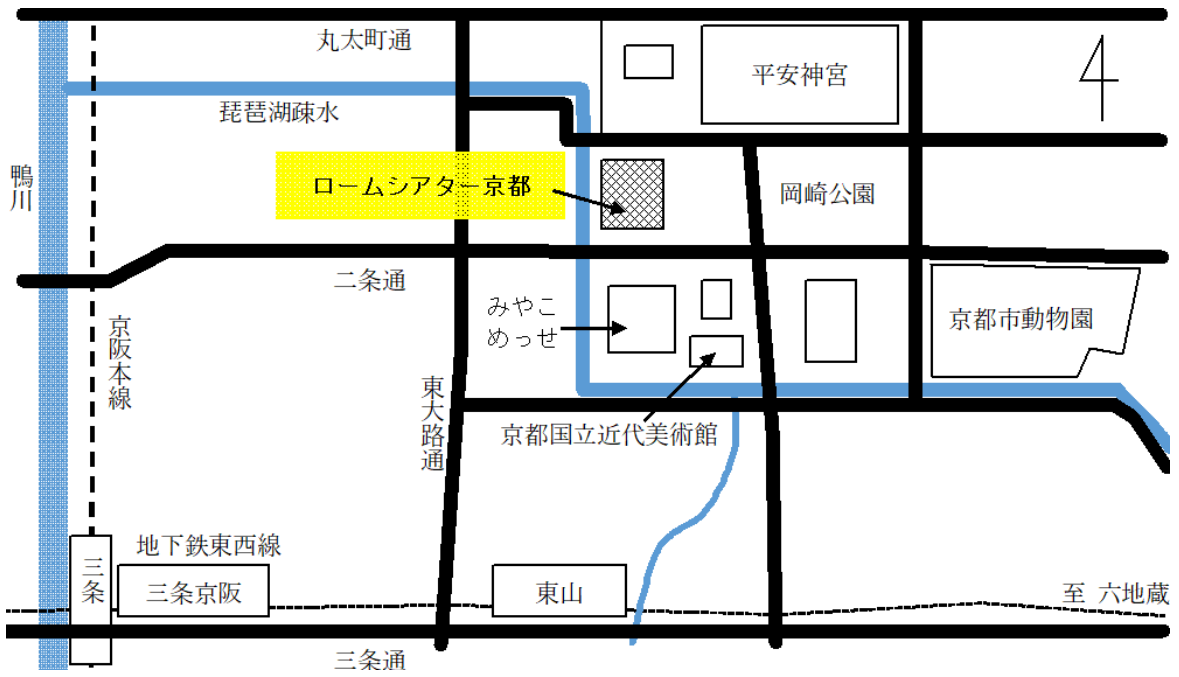 丸太町通
平安神宮
琵琶湖疏水
鴨川
ロームシアター京都
岡崎公園
二条通
みやこ
めっせ
京都市動物園
京阪本線
東大路通
京都国立近代美術館
地下鉄東西線
三条
三条京阪
東山
至 六地蔵
三条通